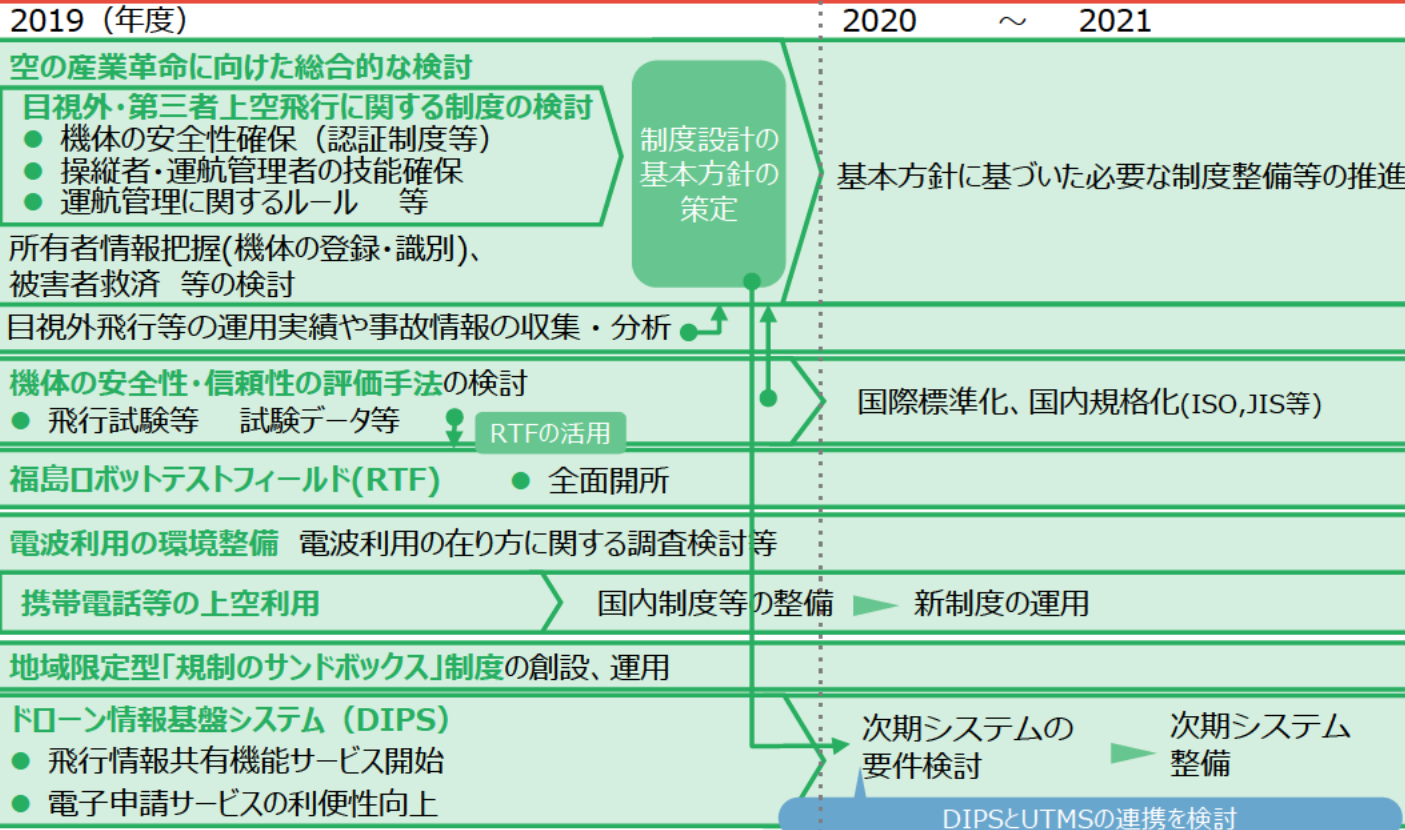 2019（年度）
2020 ～ 2021
空の産業革命に向けた総合的な検討
目視外・第三者上空飛行に関する制度の検討
● 機体の安全性確保（認証制度等）
● 操縦者・運航管理者の技能確保
● 運航管理に関するルール 等
所有者情報把握(機体の登録・識別)、
被害者救済 等の検討
制度設計の
基本方針の
策定
基本方針に基づいた必要な制度整備等の推進
目視外飛行等の運用実績や事故情報の収集・分析
機体の安全性・信頼性の評価手法の検討
● 飛行試験等 試験データ等
RTFの活用
国際標準化、国内規格化(ISO,JIS等)
福島ロボットテストフィールド(RTF) ● 全面開所
電波利用の環境整備 電波利用の在り方に関する調査検討等
携帯電話等の上空利用
国内制度等の整備
新制度の運用
地域限定型「規制のサンドボックス」制度の創設、運用
ドローン情報基盤システム（DIPS）
● 飛行情報共有機能サービス開始
● 電子申請サービスの利便性向上
次期システムの
要件検討
次期システム
整備
DIPSとUTMSの連携を検討